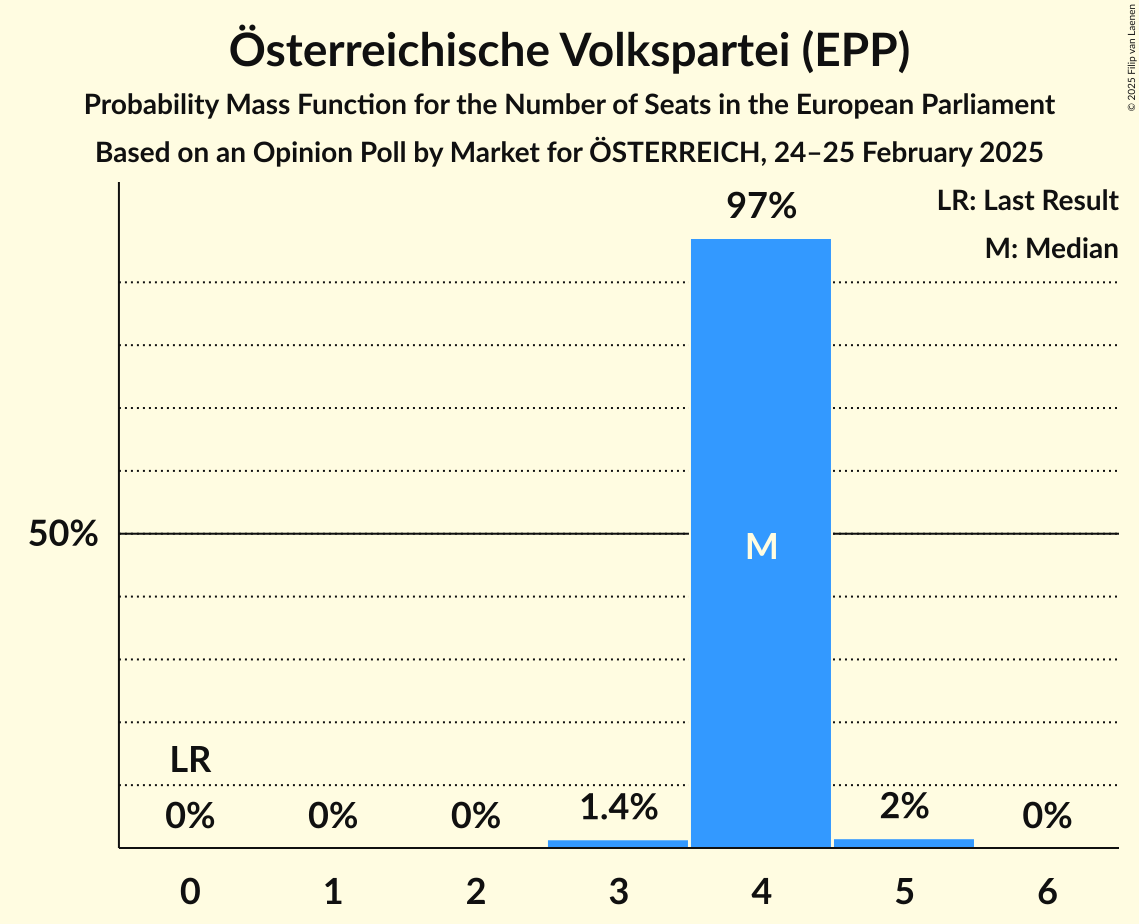 Österreichische Volkspartei (EPP)
Probability Mass Function for the Number of Seats in the European Parliament
Based on an Opinion Poll by Market for ÖSTERREICH, 24–25 February 2025
© 2025 Filip van Laenen
LR: Last Result
M: Median
97%
50%
M
LR
0%
0%
0%
1.4%
2%
0%
0
1
2
3
4
5
6